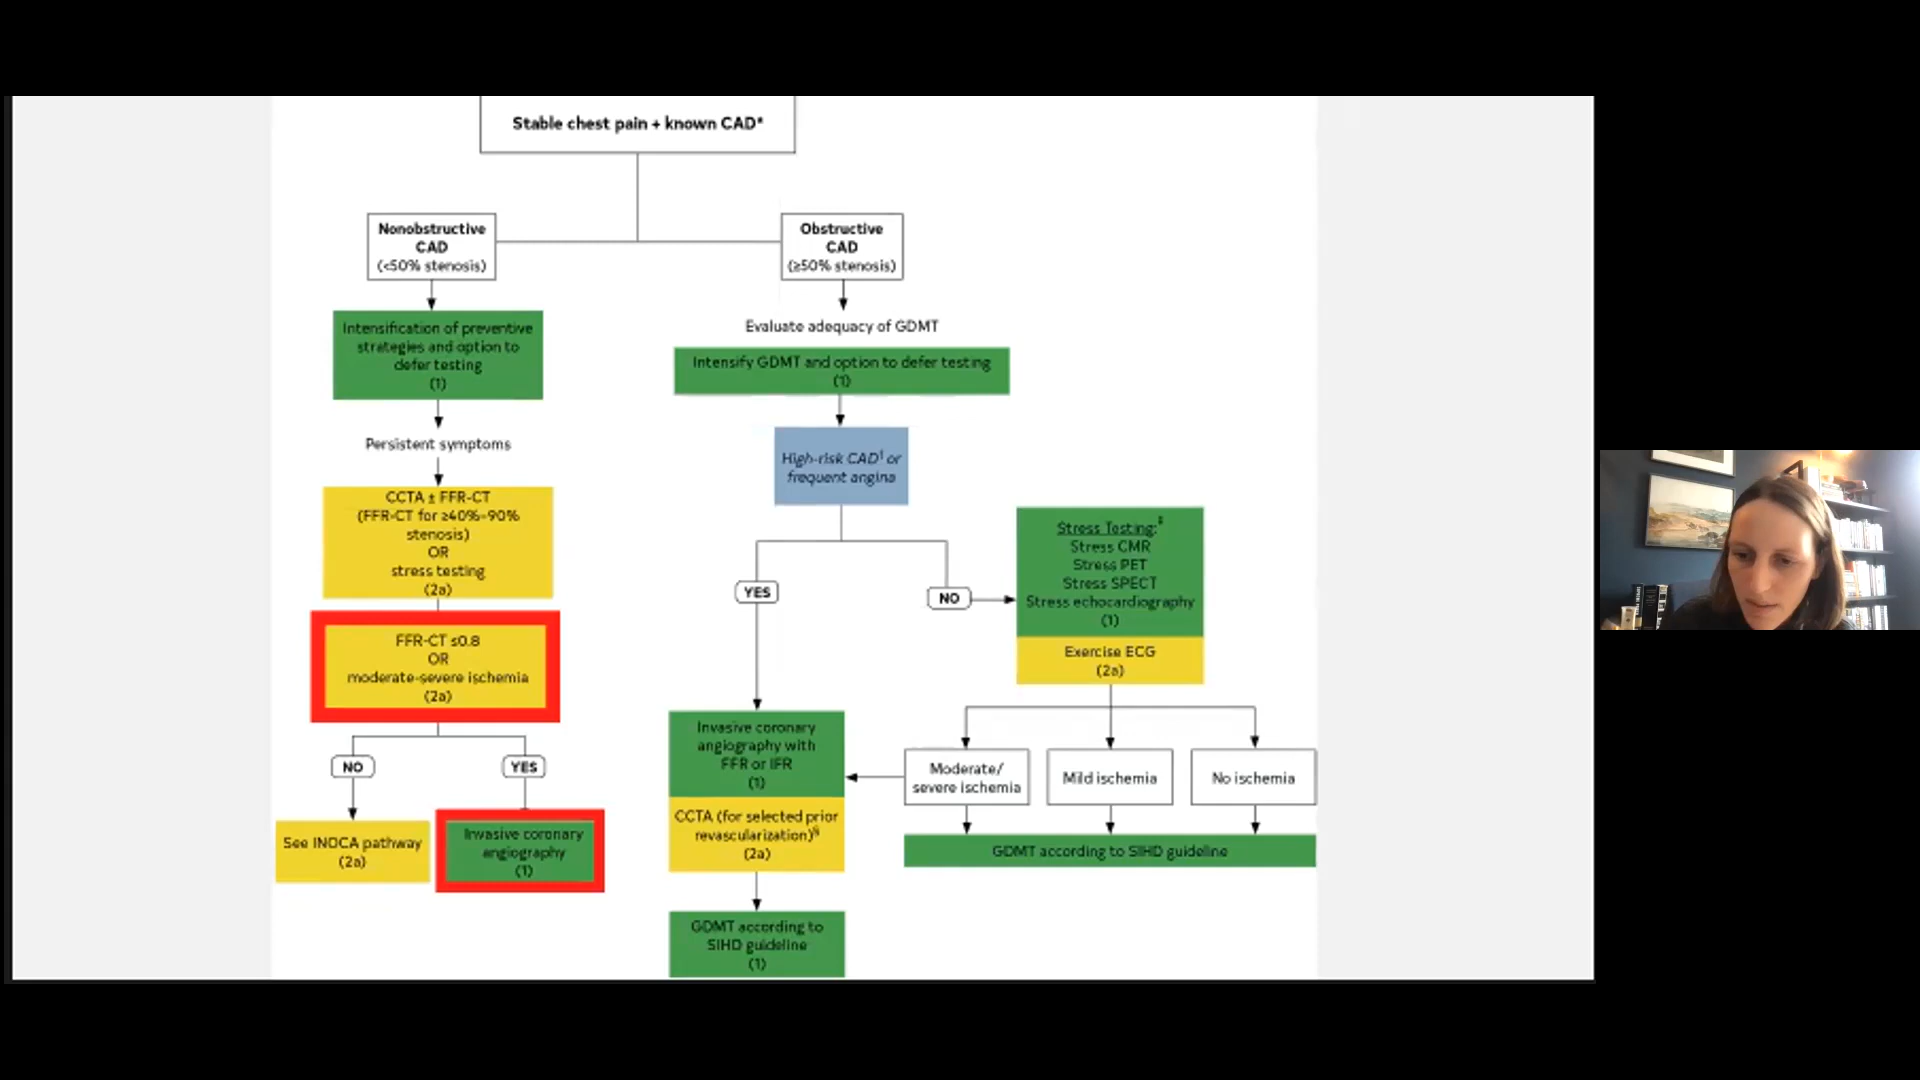 Stable chest pain + known CAD*
Nonobstructive
CAD
(<50% stenosis)
Obstructive
CAD
(≥50% stenosis)
Intensification of preventive
strategies and option to
defer testing
(1)
Evaluate adequacy of GDMT
Intensify GDMT and option to defer testing
(1)
Persistent symptoms
High-risk CAD† or
frequent angina
CCTA ± FFR-CT
(FFR-CT for ≥40%-90%
stenosis)
OR
stress testing
(2a)
Stress Testing:‡
Stress CMR
Stress PET
Stress SPECT
Stress echocardiography
(1)
YES
NO
FFR-CT ≤0.8
OR
moderate-severe ischemia
(2a)
Exercise ECG
(2a)
NO
YES
Invasive coronary
angiography with
FFR or iFR
(1)
Moderate/
severe ischemia
Mild ischemia
No ischemia
See INOCA pathway
(2a)
Invasive coronary
angiography
(1)
CCTA (for selected prior
revascularization)§
(2a)
GDMT according to SIHD guideline
GDMT according to
SIHD guideline
(1)